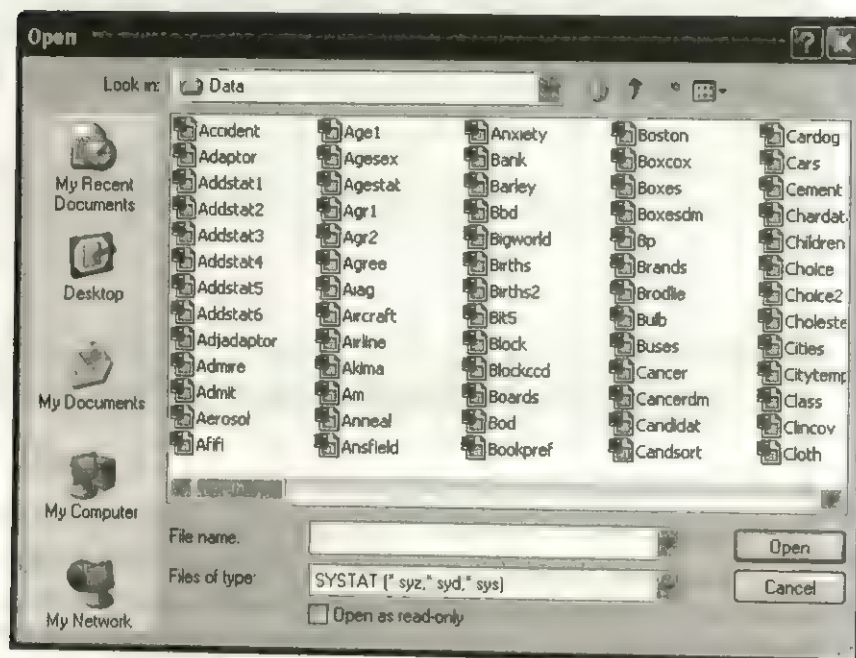 Open
Look in:
Data
My Recent
Documents
Desktop
My Documents
My Computer
My Network
Accident
Adaptor
Addstat1
Addstat2
Addstat3
Addstat4
Addstat5
Addstat6
Adjadaptor
Admire
Admit
Aerosol
Afifi
Age1
Agesex
Agestat
Agr1
Agr2
Agree
Aiag
Aircraft
Airline
Akima
Am
Anneal
Ansfield
Anxiety
Bank
Barley
Bbd
Bigworld
Births
Births2
Bit5
Block
Blockccd
Boards
Bod
Bookpref
Boston
Boxcox
Boxes
Boxesdm
Bp
Brands
Brodlie
Bulb
Buses
Cancer
Cancerdm
Candidat
Candsort
Cardog
Cars
Cement
Chardat
Children
Choice
Choice2
Choleste
Cities
Citytemp
Class
Clincov
Cloth
File name:
Open
Files of type:
SYSTAT (*.syz,*.syd,*.sys)
Cancel
Open as read-only